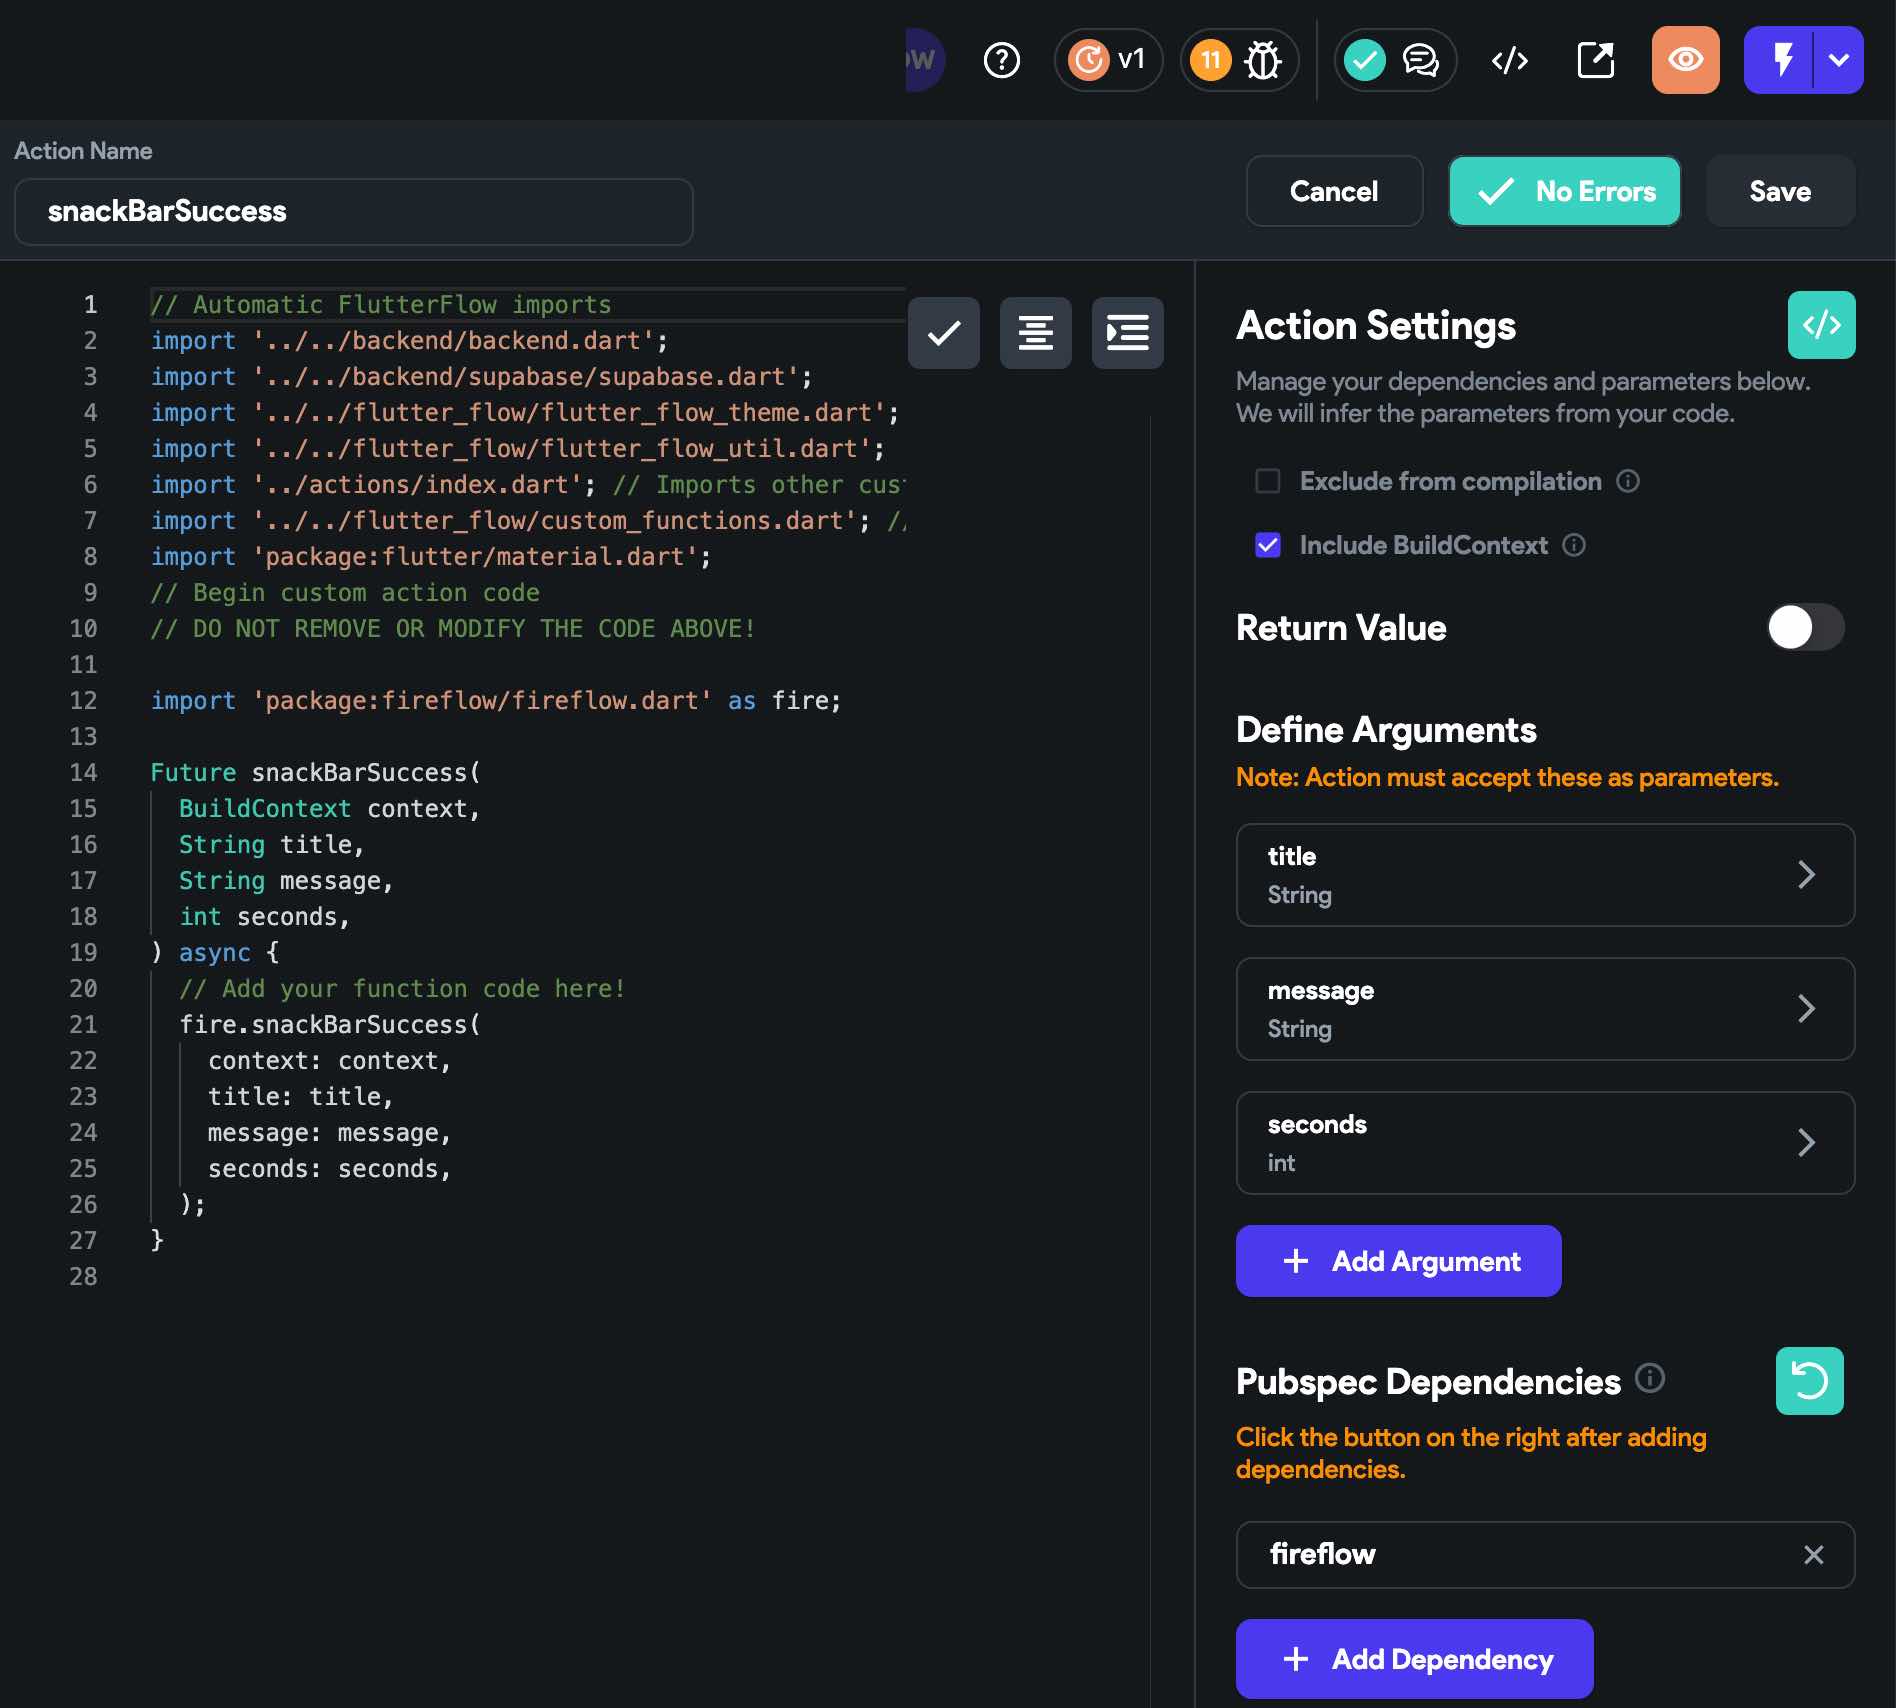 v1
11
Action Name
snackBarSuccess
Cancel
No Errors
Save
1 // Automatic FlutterFlow imports
2 import '../../backend/backend.dart';
3 import '../../backend/supabase/supabase.dart';
4 import '../../flutter_flow/flutter_flow_theme.dart';
5 import '../../flutter_flow/flutter_flow_util.dart';
6 import '../actions/index.dart'; // Imports other
7 import '../../flutter_flow/custom_functions.dart'; //
8 import 'package:flutter/material.dart';
9 // Begin custom action code
10 // DO NOT REMOVE OR MODIFY THE CODE ABOVE!
11
12 import 'package:fireflow/fireflow.dart' as fire;
13
14 Future snackBarSuccess(
15 BuildContext context,
16 String title,
17 String message,
18 int seconds,
19 ) async {
20 // Add your function code here!
21 fire.snackBarSuccess(
22 context: context,
23 title: title,
24 message: message,
25 seconds: seconds,
26 );
27 }
28
Action Settings
Manage your dependencies and parameters below.
We will infer the parameters from your code.
Exclude from compilation
Include BuildContext
Return Value
Define Arguments
Note: Action must accept these as parameters.
title
String
message
String
seconds
int
+ Add Argument
Pubspec Dependencies
Click the button on the right after adding
dependencies.
fireflow
+ Add Dependency